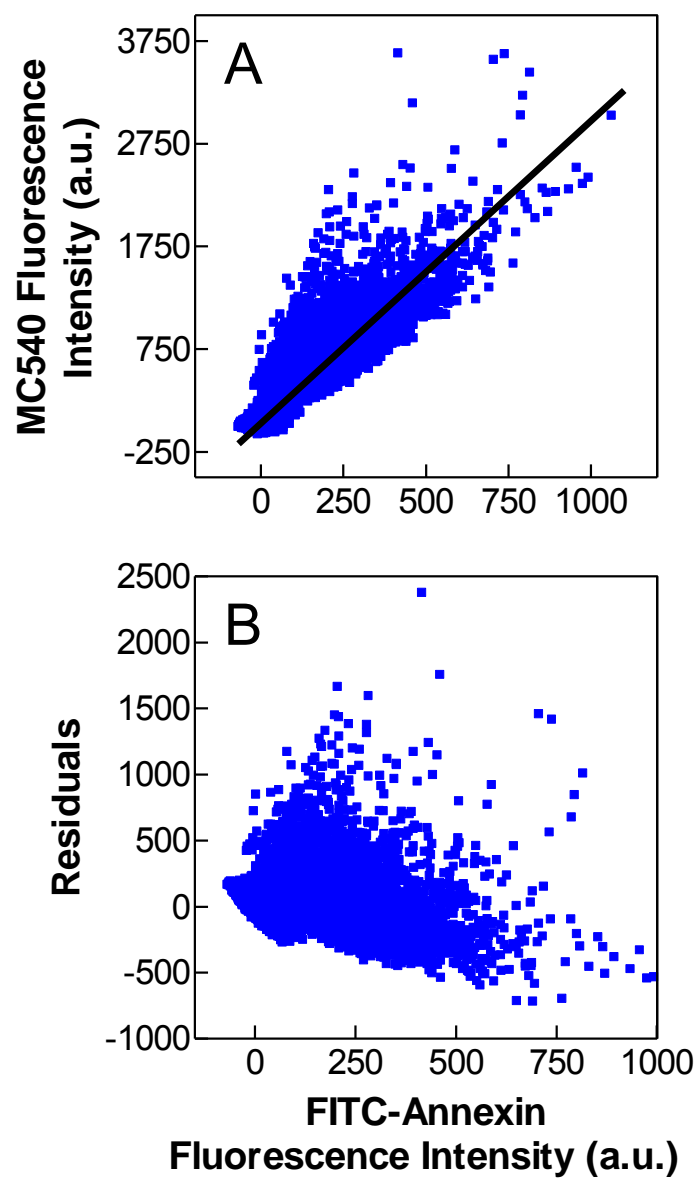 A
MC540 Fluorescence
Intensity (a.u.)
3750
2750
1750
750
-250
0 250 500 750 1000
B
Residuals
2500
2000
1500
1000
500
0
-500
-1000
0 250 500 750 1000
FITC-Annexin
Fluorescence Intensity (a.u.)